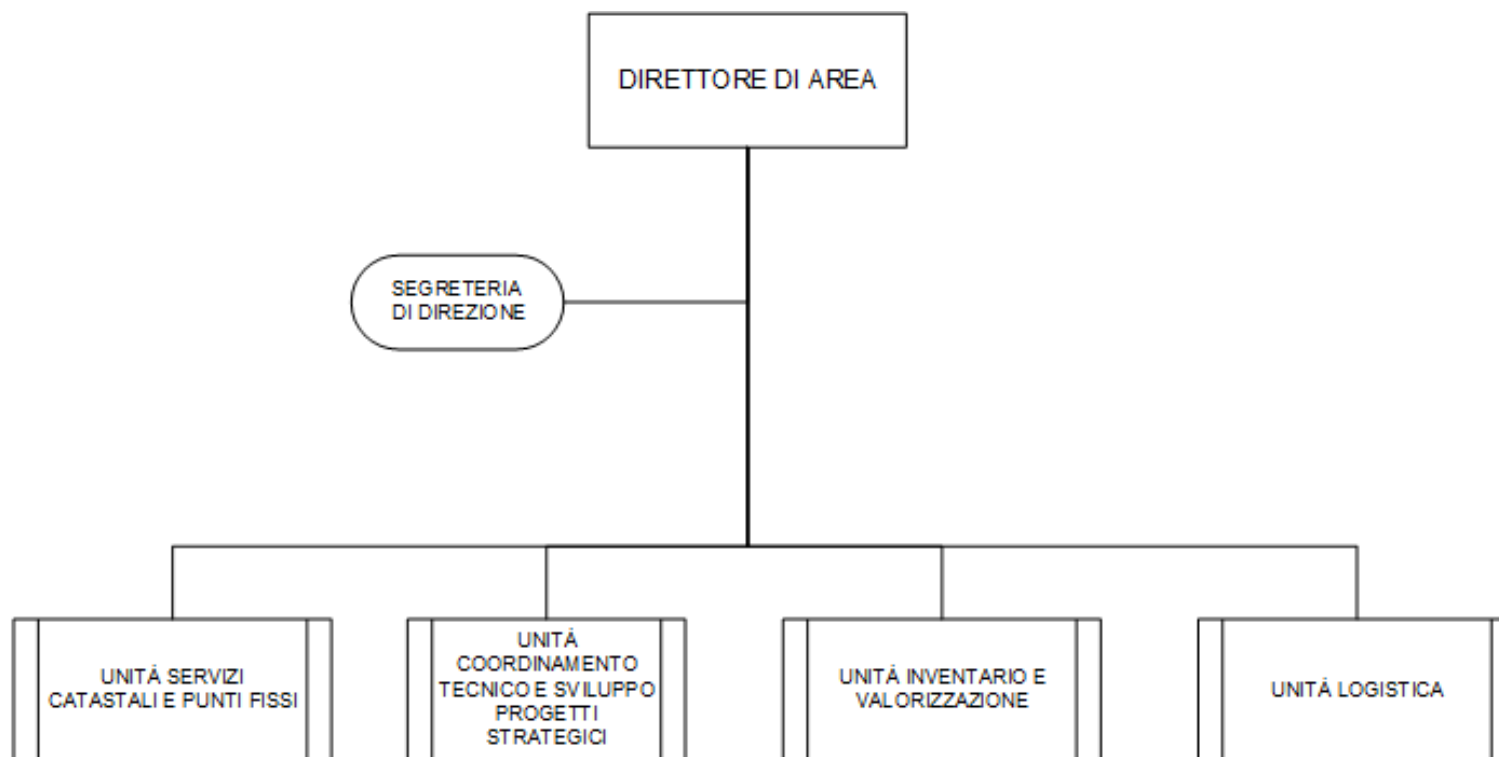 DIRETTORE DI AREA
SEGRETERIA
DI DIREZIONE
UNITÀ SERVIZI
CATASTALI E PUNTI FISSI
UNITÀ
COORDINAMENTO
TECNICO E SVILUPPO
PROGETTI
STRATEGICI
UNITÀ INVENTARIO E
VALORIZZAZIONE
UNITÀ LOGISTICA